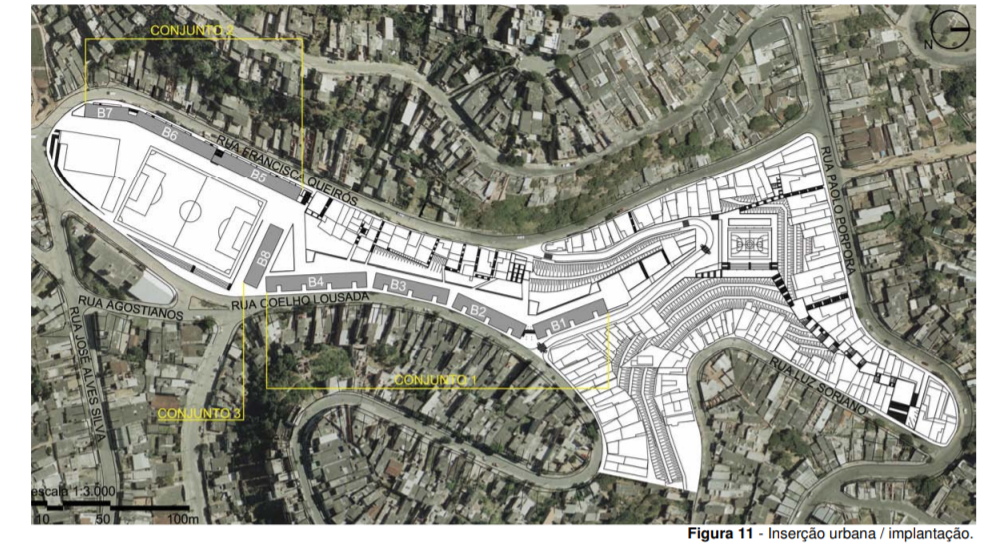 CONJUNTO 2
N
B7
B6
RUA FRANCISCA QUEIROS
B5
RUA PAOLO PORPORA
B8
B4
B3
B2
B1
RUA AGOSTIANOS
RUA COELHO LOUSADA
RUA JOSE ALVES SILVA
RUA LUZ SORIANO
CONJUNTO 1
CONJUNTO 3
escala 1:3.000
10 50 100m
Figura 11 - Inserção urbana / implantação.